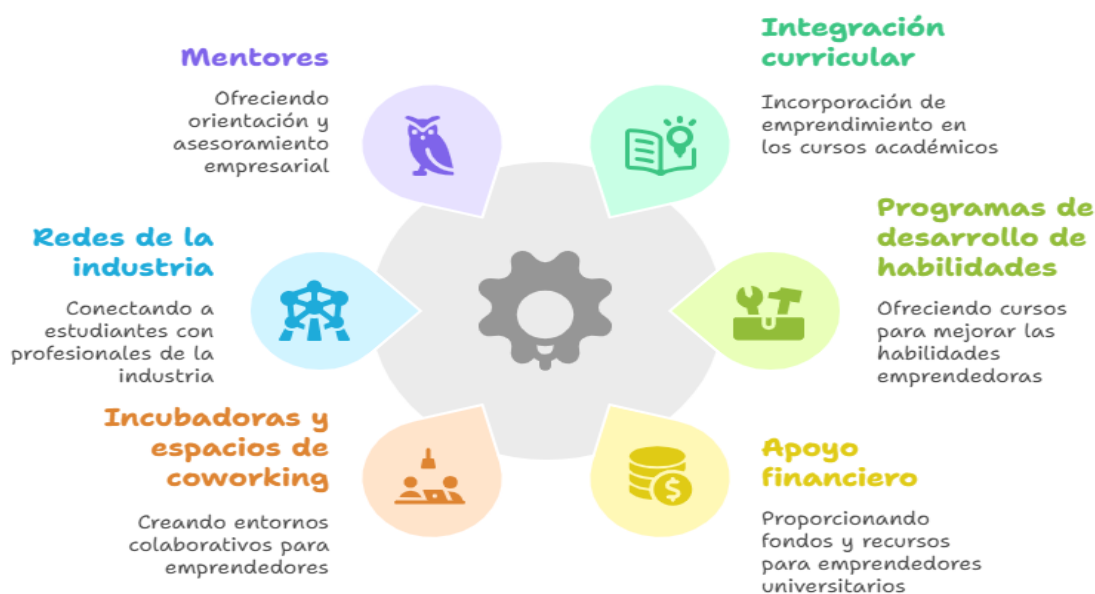 Mentores
Ofreciendo
orientación y
asesoramiento
empresarial
Integración
curricular
Incorporación de
emprendimiento en
los cursos académicos
Redes de la
industria
Conectando a
estudiantes con
profesionales de la
industria
Programas de
desarrollo de
habilidades
Ofreciendo cursos
para mejorar las
habilidades
emprendedoras
Incubadoras y
espacios de
coworking
Creando entornos
colaborativos para
emprendedores
Apoyo
financiero
Proporcionando
fondos y recursos
para emprendedores
universitarios